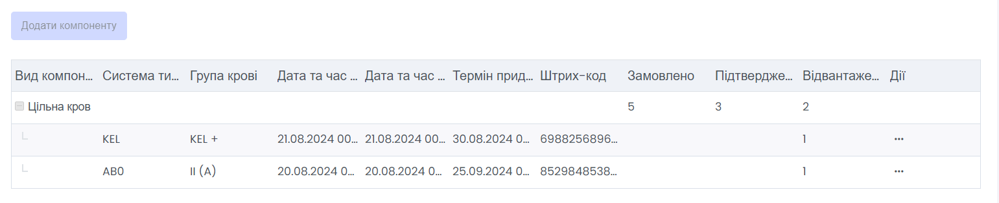 Додати компоненту
Вид компон... Система ти... Група крові Дата та час ... Дата та час ... Термін прид... Штрих-код Замовлено Підтвердже... Відвантаже... Дії
Цільна кров 5 3 2
KEL KEL + 21.08.2024 00... 21.08.2024 00... 30.08.2024 0... 6988256896... 1 ...
AB0 II (A) 20.08.2024 0... 20.08.2024 0... 25.09.2024 0... 8529848538... 1 ...